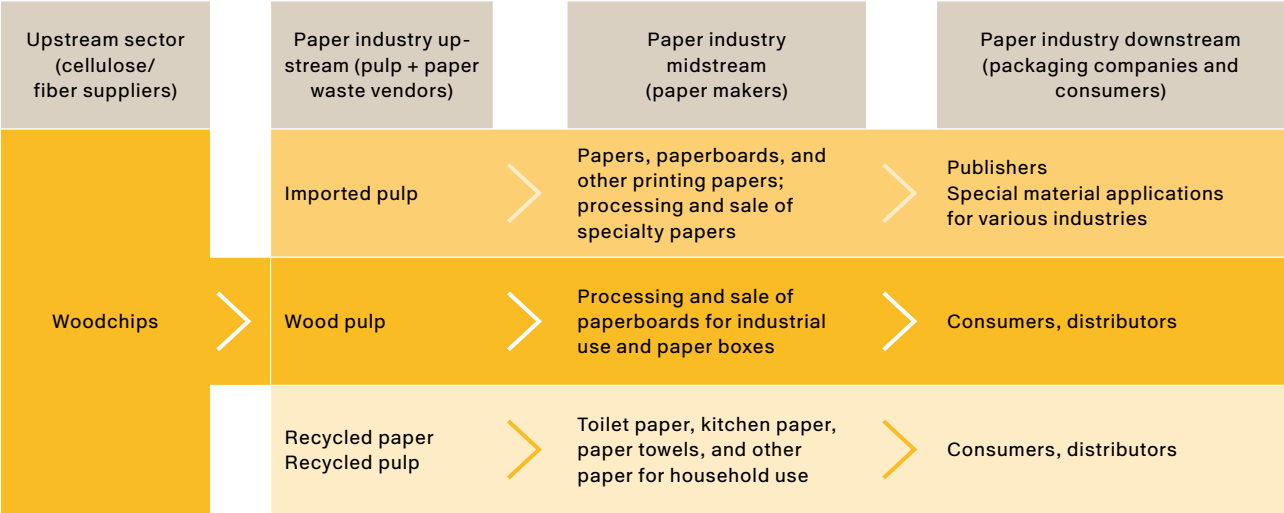 Upstream sector
(cellulose/
fiber suppliers)
Paper industry up-
stream (pulp + paper
waste vendors)
Paper industry
midstream
(paper makers)
Paper industry downstream
(packaging companies and
consumers)
Woodchips
Imported pulp
Papers, paperboards, and
other printing papers;
processing and sale of
specialty papers
Publishers
Special material applications
for various industries
Wood pulp
Processing and sale of
paperboards for industrial
use and paper boxes
Consumers, distributors
Recycled paper
Recycled pulp
Toilet paper, kitchen paper,
paper towels, and other
paper for household use
Consumers, distributors